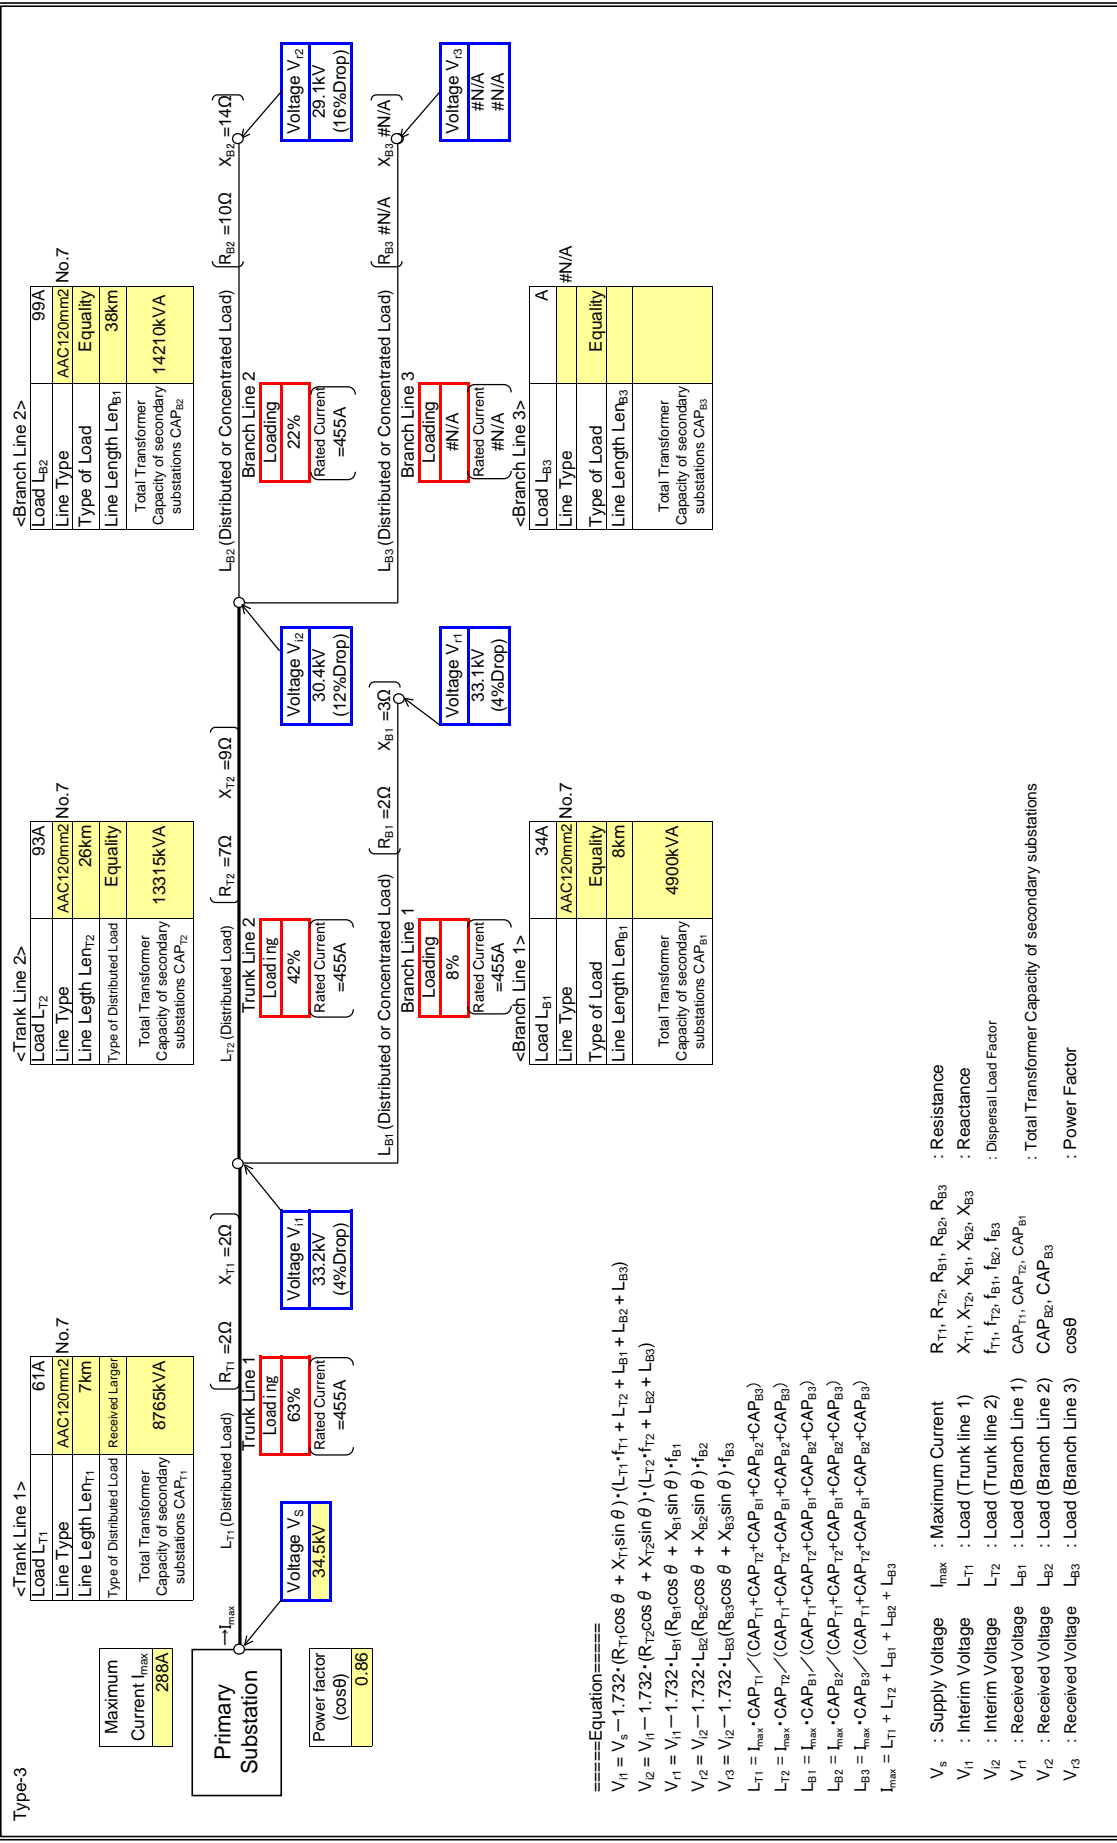 Type-3
Maximum
Current Imax
288A
Primary
Substation
→Imax
Power factor
(cosθ)
0.86
Voltage VS
34.5kV
<Trank Line 1>
Load LT1 61A
Line Type AAC120mm2 No.7
Line Legth LenT1 7km
Type of Distributed Load Received Larger
Total Transformer
Capacity of secondary
substations CAPT1
8765kVA
LT1 (Distributed Load) RT1 =2Ω XT1 =2Ω
Trunk Line 1
Loading
63%
Rated Current
=455A
Voltage Vi1
33.2kV
(4%Drop)
<Trank Line 2>
Load LT2 93A
Line Type AAC120mm2 No.7
Line Legth LenT2 26km
Type of Distributed Load Equality
Total Transformer
Capacity of secondary
substations CAPT2
13315kVA
LT2 (Distributed Load) RT2 =7Ω XT2 =9Ω
Trunk Line 2
Loading
42%
Rated Current
=455A
Voltage Vi2
30.4kV
(12%Drop)
LB1 (Distributed or Concentrated Load) RB1 =2Ω XB1 =3Ω
Branch Line 1
Loading
8%
Rated Current
=455A
Voltage Vr1
33.1kV
(4%Drop)
<Branch Line 1>
Load LB1 34A
Line Type AAC120mm2 No.7
Type of Load Equality
Line Length LenB1 8km
Total Transformer
Capacity of secondary
substations CAPB1
4900kVA
<Branch Line 2>
Load LB2 99A
Line Type AAC120mm2 No.7
Type of Load Equality
Line Length LenB1 38km
Total Transformer
Capacity of secondary
substations CAPB2
14210kVA
LB2 (Distributed or Concentrated Load) RB2 =10Ω XB2 =14Ω
Branch Line 2
Loading
22%
Rated Current
=455A
Voltage Vr2
29.1kV
(16%Drop)
LB3 (Distributed or Concentrated Load) RB3 #N/A XB3 #N/A
Branch Line 3
Loading
#N/A
Rated Current
#N/A
Voltage Vr3
#N/A
#N/A
<Branch Line 3>
Load LB3 A
Line Type #N/A
Type of Load Equality
Line Length LenB3
Total Transformer
Capacity of secondary
substations CAPB3
=====Equation=====
Vi1 = Vs－1.732･(RT1cos θ + XT1sin θ)･(LT1･fT1 + LT2 + LB1 + LB2 + LB3)
Vi2 = Vi1－1.732･(RT2cos θ + XT2sin θ)･(LT2･fT2 + LB2 + LB3)
Vr1 = Vi1－1.732･LB1(RB1cos θ + XB1sin θ)･fB1
Vr2 = Vi2－1.732･LB2(RB2cos θ + XB2sin θ)･fB2
Vr3 = Vi2－1.732･LB3(RB3cos θ + XB3sin θ)･fB3
LT1 = Imax･CAPT1／(CAPT1+CAPT2+CAPB1+CAPB2+CAPB3)
LT2 = Imax･CAPT2／(CAPT1+CAPT2+CAPB1+CAPB2+CAPB3)
LB1 = Imax･CAPB1／(CAPT1+CAPT2+CAPB1+CAPB2+CAPB3)
LB2 = Imax･CAPB2／(CAPT1+CAPT2+CAPB1+CAPB2+CAPB3)
LB3 = Imax･CAPB3／(CAPT1+CAPT2+CAPB1+CAPB2+CAPB3)
Imax = LT1 + LT2 + LB1 + LB2 + LB3
Vs : Supply Voltage Imax : Maximum Current RT1, RT2, RB1, RB2, RB3 : Resistance
Vi1 : Interim Voltage LT1 : Load (Trunk line 1) XT1, XT2, XB1, XB2, XB3 : Reactance
Vi2 : Interim Voltage LT2 : Load (Trunk line 2) fT1, fT2, fB1, fB2, fB3 : Dispersal Load Factor
Vr1 : Received Voltage LB1 : Load (Branch Line 1) CAPT1, CAPT2, CAPB1 : Total Transformer Capacity of secondary substations
Vr2 : Received Voltage LB2 : Load (Branch Line 2) CAPB2, CAPB3
Vr3 : Received Voltage LB3 : Load (Branch Line 3) cosθ : Power Factor